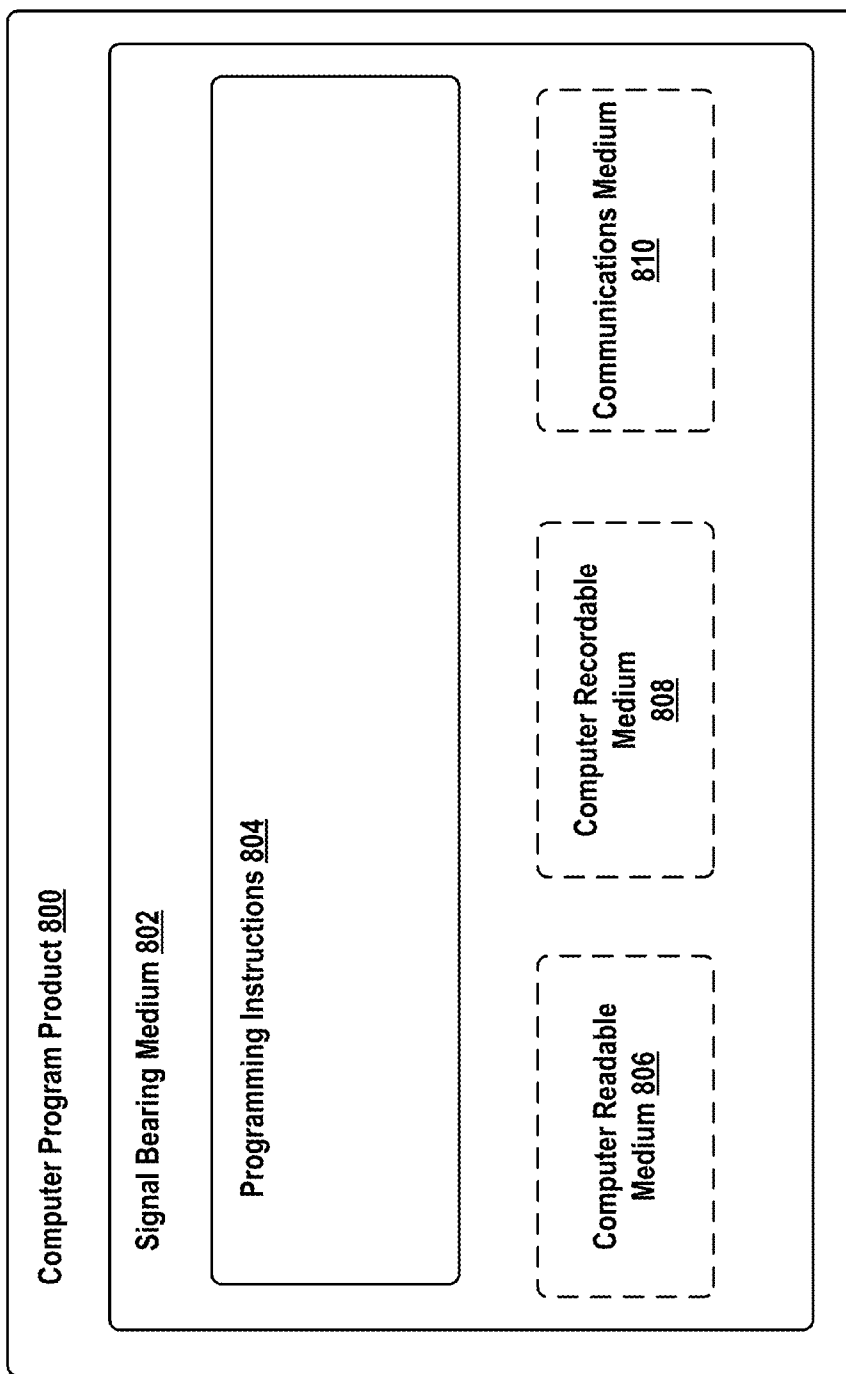 Computer Program Product 800
Signal Bearing Medium 802
Programming Instructions 804
Computer Readable
Medium 806
Computer Recordable
Medium
808
Communications Medium
810